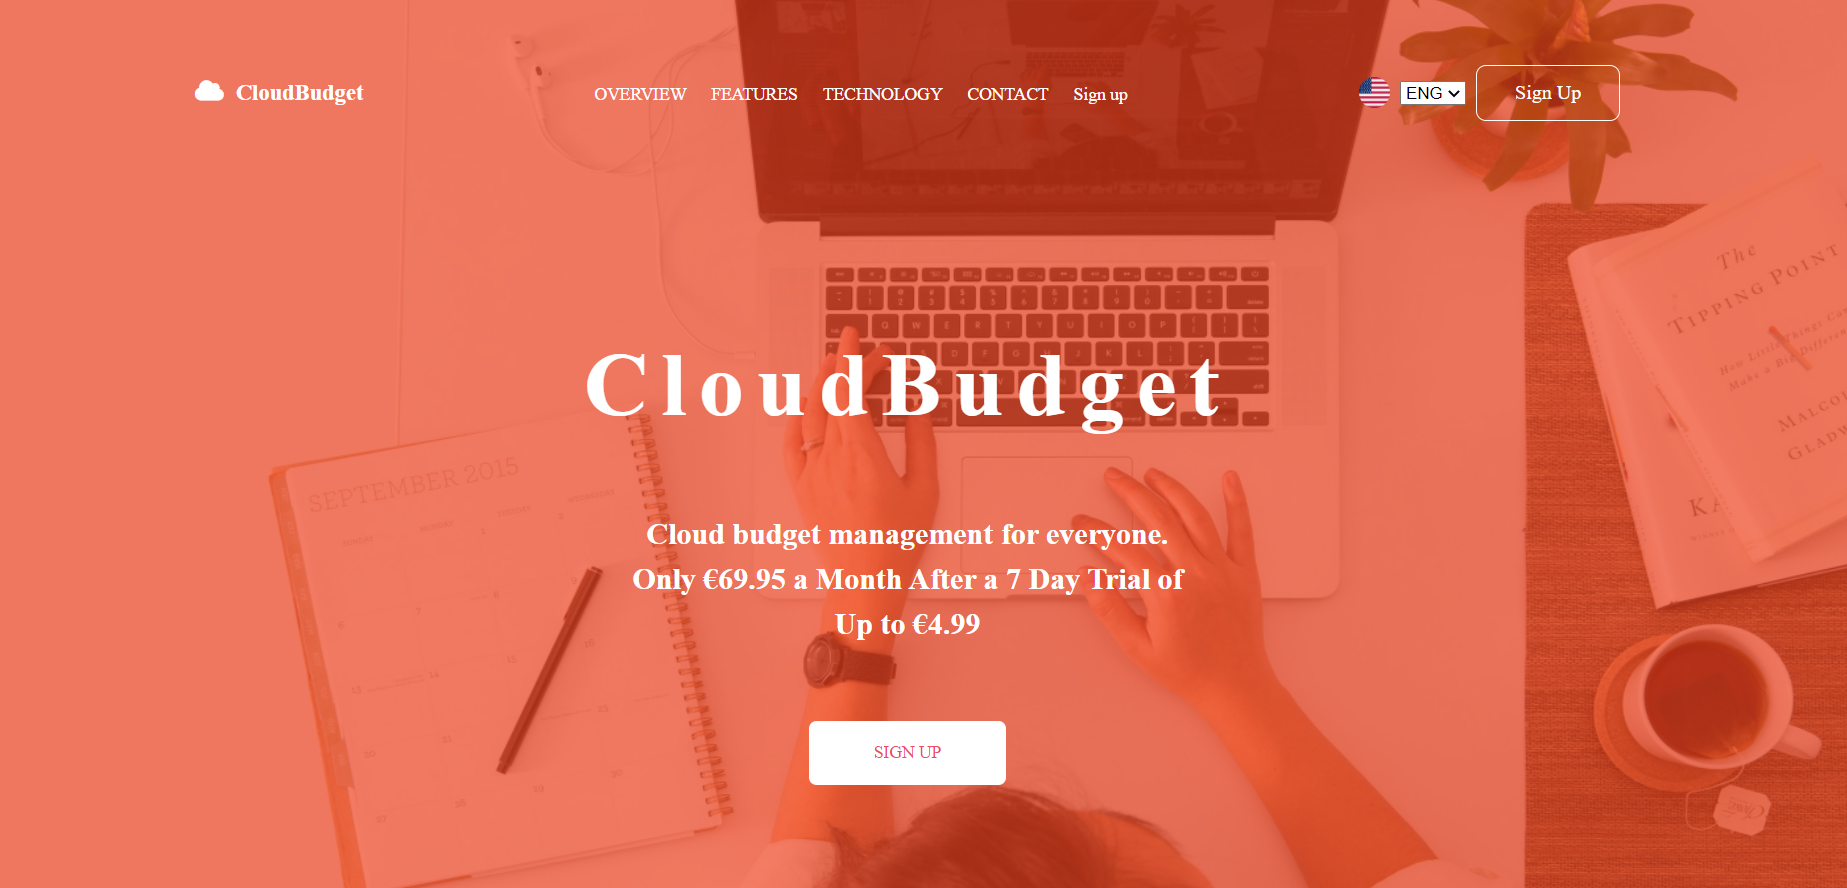 CloudBudget
OVERVIEW FEATURES TECHNOLOGY CONTACT Sign up
ENG
Sign Up
The
TIPPING POINT
How Little Things Can
Make a Big Difference
MALCOLM
GLADW
CloudBudget
SEPTEMBER 2015
Cloud budget management for everyone.
Only €69.95 a Month After a 7 Day Trial of
Up to €4.99
KA
SIGN UP